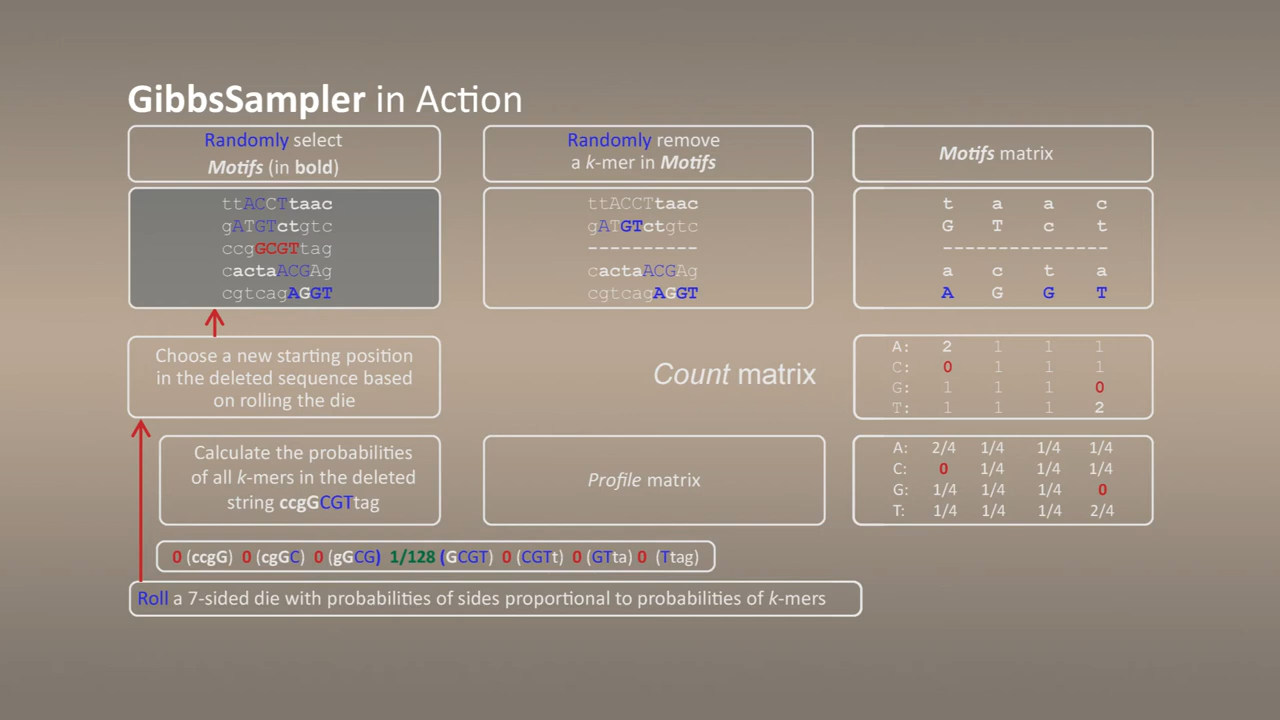 GibbsSampler in Action
Randomly select
Motifs (in bold)
Randomly remove
a k-mer in Motifs
Motifs matrix
ttACCTtaac
gATGTctgtc
ccgGCGTtag
cactaACGAg
cgtcagAGGT
ttACCTtaac
gATGTctgtc
----------
cactaACGAg
cgtcagAGGT
t a a c
G T c t
--------------
a c t a
A G G T
Choose a new starting position
in the deleted sequence based
on rolling the die
Count matrix
A: 2 1 1 1
C: 0 1 1 1
G: 1 1 1 0
T: 1 1 1 2
Calculate the probabilities
of all k-mers in the deleted
string ccgGCGTtag
Profile matrix
A: 2/4 1/4 1/4 1/4
C: 0 1/4 1/4 1/4
G: 1/4 1/4 1/4 0
T: 1/4 1/4 1/4 2/4
0 (ccgG) 0 (cgGC) 0 (gGCG) 1/128 (GCGT) 0 (CGTt) 0 (GTta) 0 (Ttag)
Roll a 7-sided die with probabilities of sides proportional to probabilities of k-mers